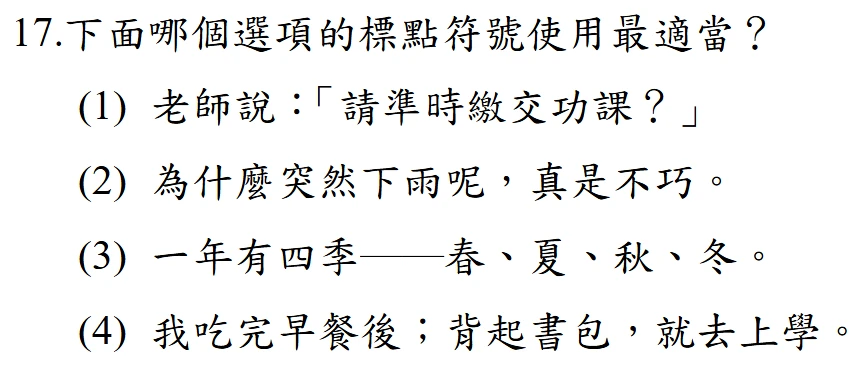 17.下面哪個選項的標點符號使用最適當？
(1) 老師說：「請準時繳交功課？」
(2) 為什麼突然下雨呢，真是不巧。
(3) 一年有四季——春、夏、秋、冬。
(4) 我吃完早餐後；背起書包，就去上學。